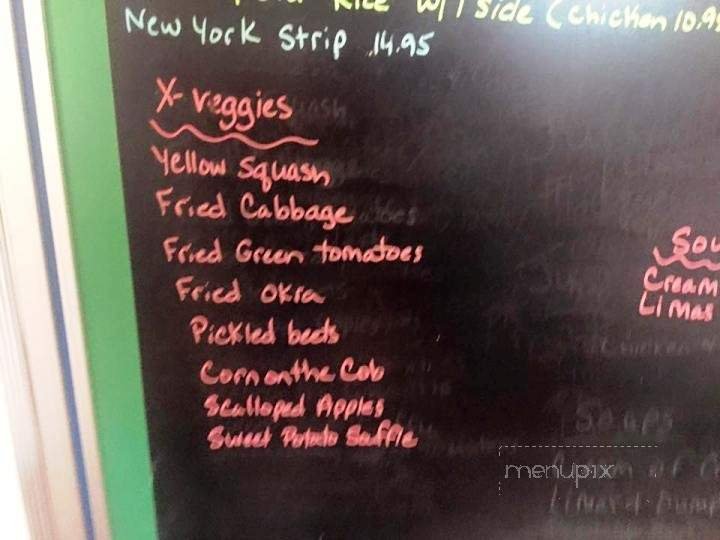 Rice w/1 side (Chicken 10.9
New York Strip 14.95
X-Veggies
Yellow Squash
Fried Cabbage
Fried Green tomatoes
Fried Okra
Pickled beets
Corn on the Cob
Scalloped Apples
Sweet Potato Souffle
Sou
Cream
Limas
Soups
menupix